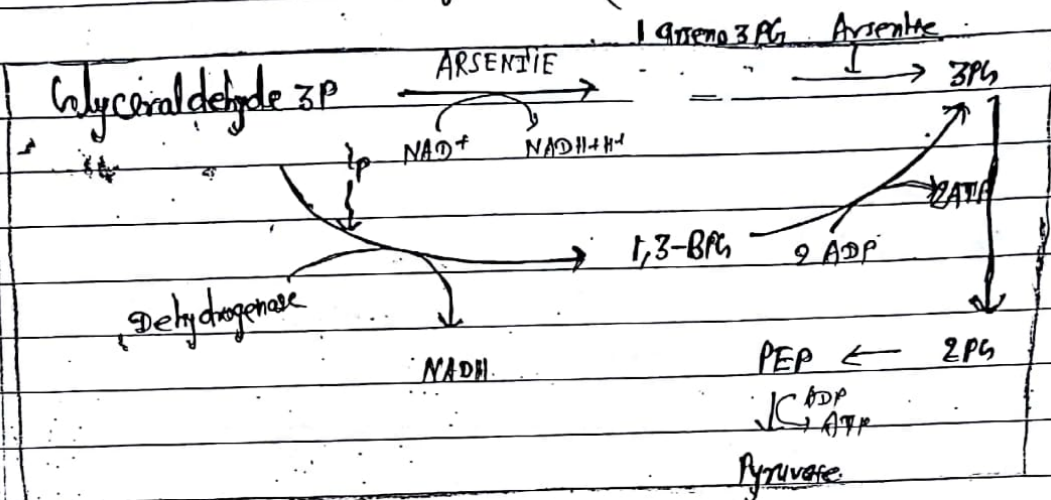 1 arseno 3PG Arsenite
Glyceraldehyde 3P ARSENITE 3PG
NAD+ NADH+H+
P
2ATP
1,3-BPG 2 ADP
Dehydrogenase
NADH PEP ← 2PG
ADP
ATP
Pyruvate